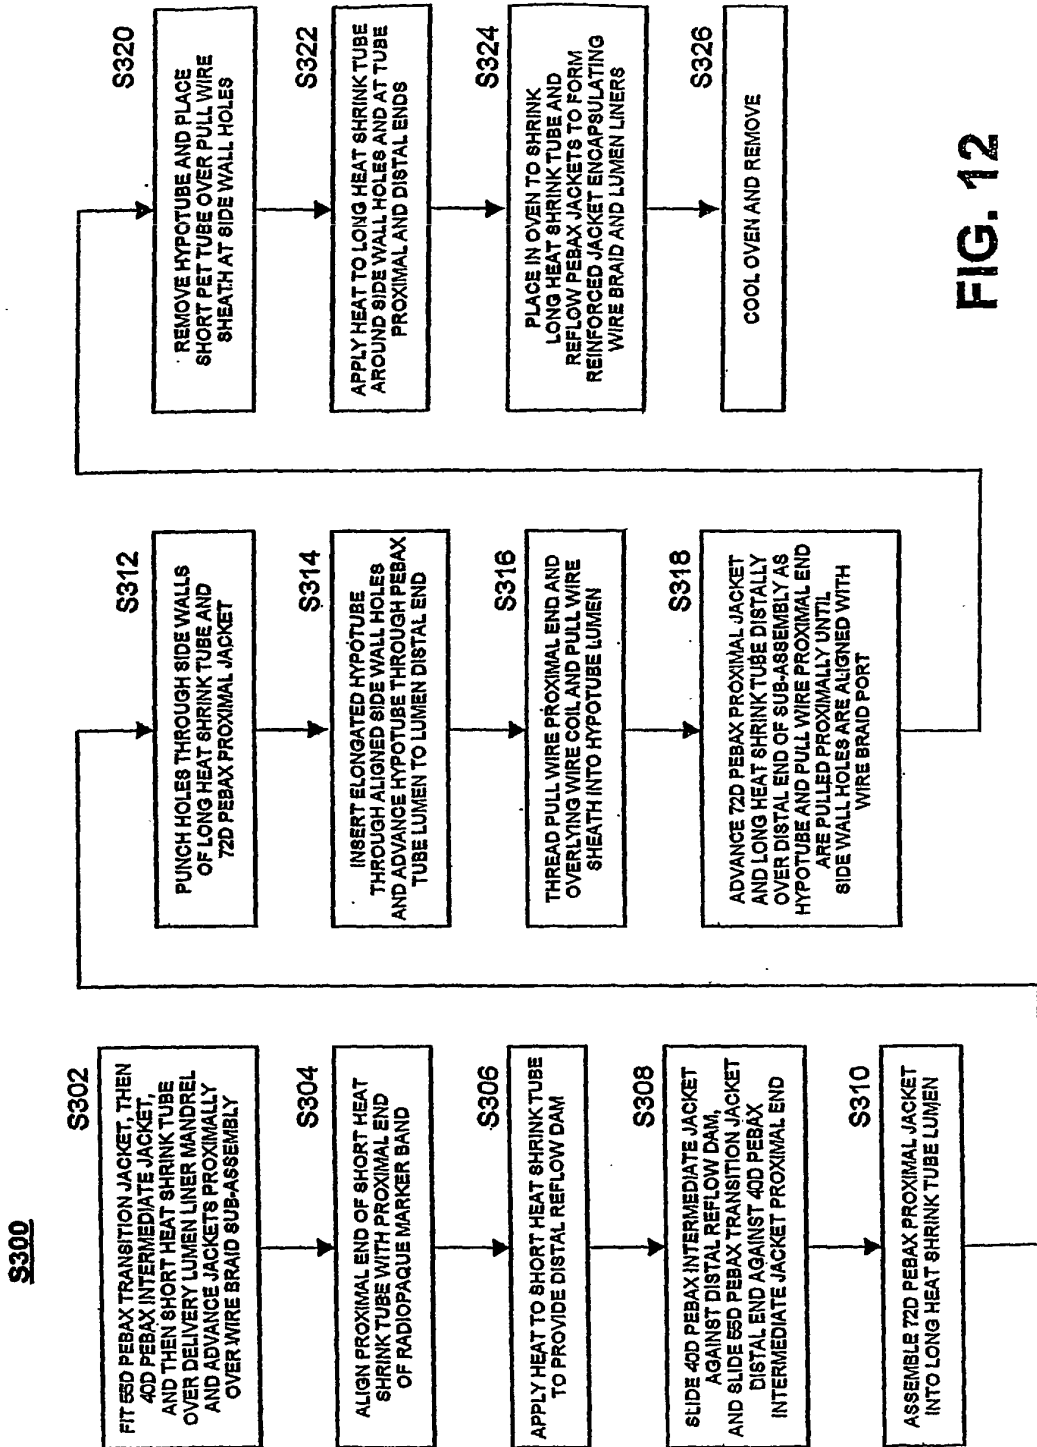 S300
S302
FIT 55D PEBAX TRANSITION JACKET, THEN
40D PEBAX INTERMEDIATE JACKET,
AND THEN SHORT HEAT SHRINK TUBE
OVER DELIVERY LUMEN LINER MANDREL
AND ADVANCE JACKETS PROXIMALLY
OVER WIRE BRAID SUB-ASSEMBLY
S304
ALIGN PROXIMAL END OF SHORT HEAT
SHRINK TUBE WITH PROXIMAL END
OF RADIOPAQUE MARKER BAND
S306
APPLY HEAT TO SHORT HEAT SHRINK TUBE
TO PROVIDE DISTAL REFLOW DAM
S308
SLIDE 40D PEBAX INTERMEDIATE JACKET
AGAINST DISTAL REFLOW DAM,
AND SLIDE 55D PEBAX TRANSITION JACKET
DISTAL END AGAINST 40D PEBAX
INTERMEDIATE JACKET PROXIMAL END
S310
ASSEMBLE 72D PEBAX PROXIMAL JACKET
INTO LONG HEAT SHRINK TUBE LUMEN
S312
PUNCH HOLES THROUGH SIDE WALLS
OF LONG HEAT SHRINK TUBE AND
72D PEBAX PROXIMAL JACKET
S314
INSERT ELONGATED HYPOTUBE
THROUGH ALIGNED SIDE WALL HOLES
AND ADVANCE HYPOTUBE THROUGH PEBAX
TUBE LUMEN TO LUMEN DISTAL END
S316
THREAD PULL WIRE PROXIMAL END AND
OVERLYING WIRE COIL AND PULL WIRE
SHEATH INTO HYPOTUBE LUMEN
S318
ADVANCE 72D PEBAX PROXIMAL JACKET
AND LONG HEAT SHRINK TUBE DISTALLY
OVER DISTAL END OF SUB-ASSEMBLY AS
HYPOTUBE AND PULL WIRE PROXIMAL END
ARE PULLED PROXIMALLY UNTIL
SIDE WALL HOLES ARE ALIGNED WITH
WIRE BRAID PORT
S320
REMOVE HYPOTUBE AND PLACE
SHORT PET TUBE OVER PULL WIRE
SHEATH AT SIDE WALL HOLES
S322
APPLY HEAT TO LONG HEAT SHRINK TUBE
AROUND SIDE WALL HOLES AND AT TUBE
PROXIMAL AND DISTAL ENDS
S324
PLACE IN OVEN TO SHRINK
LONG HEAT SHRINK TUBE AND
REFLOW PEBAX JACKETS TO FORM
REINFORCED JACKET ENCAPSULATING
WIRE BRAID AND LUMEN LINERS
S326
COOL OVEN AND REMOVE
FIG. 12